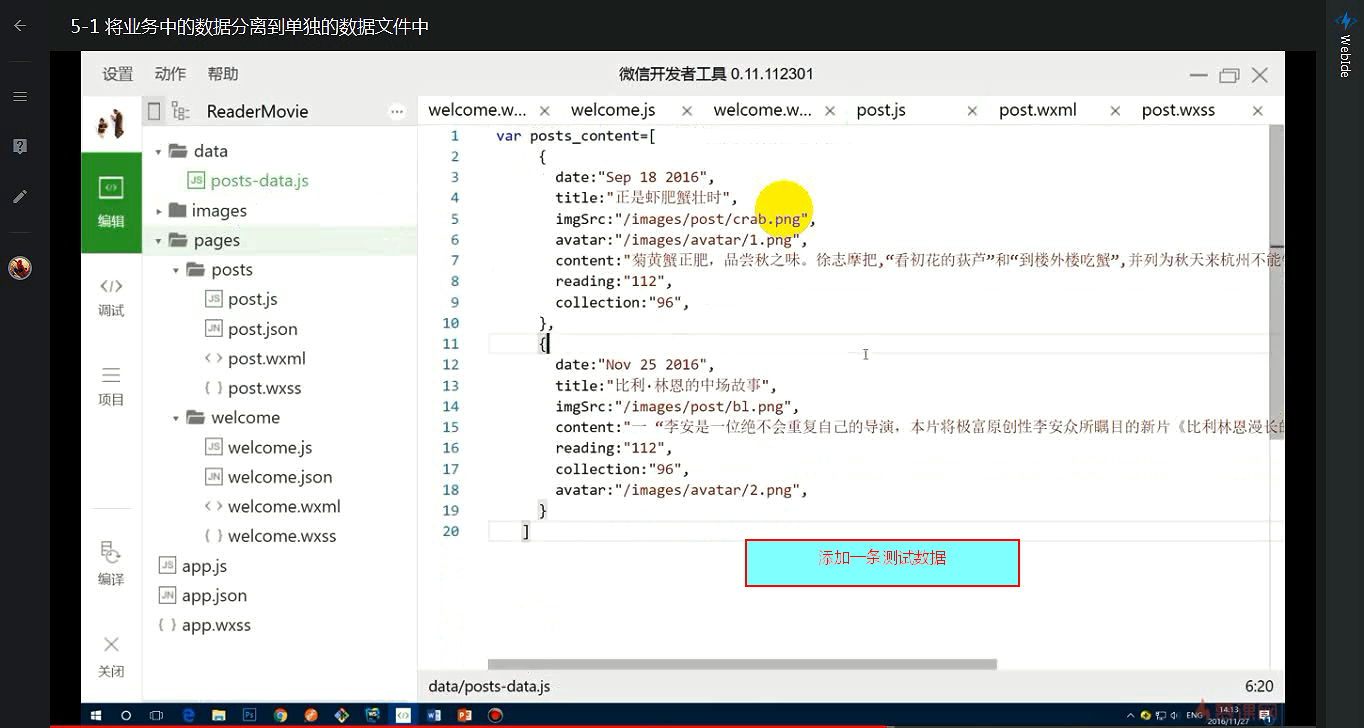 5-1 将业务中的数据分离到单独的数据文件中
WebIde
设置 动作 帮助
微信开发者工具 0.11.112301
ReaderMovie
welcome.w... welcome.js welcome.w... post.js post.wxml post.wxss
编辑
调试
项目
编译
关闭
data
posts-data.js
images
pages
posts
post.js
post.json
post.wxml
post.wxss
welcome
welcome.js
welcome.json
welcome.wxml
welcome.wxss
app.js
app.json
app.wxss
1 var posts_content=[
2 {
3 date:"Sep 18 2016",
4 title:"正是虾肥蟹壮时",
5 imgSrc:"/images/post/crab.png",
6 avatar:"/images/avatar/1.png",
7 content:"菊黄蟹正肥，品尝秋之味。徐志摩把,“看初花的荻芦”和“到楼外楼吃蟹”,并列为秋天来杭州不能
8 reading:"112",
9 collection:"96",
10 },
11 {
12 date:"Nov 25 2016",
13 title:"比利·林恩的中场故事",
14 imgSrc:"/images/post/bl.png",
15 content:"一 “李安是一位绝不会重复自己的导演，本片将极富原创性李安众所瞩目的新片《比利林恩漫长的
16 reading:"112",
17 collection:"96",
18 avatar:"/images/avatar/2.png",
19 }
20 ]
添加一条测试数据
data/posts-data.js
6:20
ENG
14:13
2016/11/27